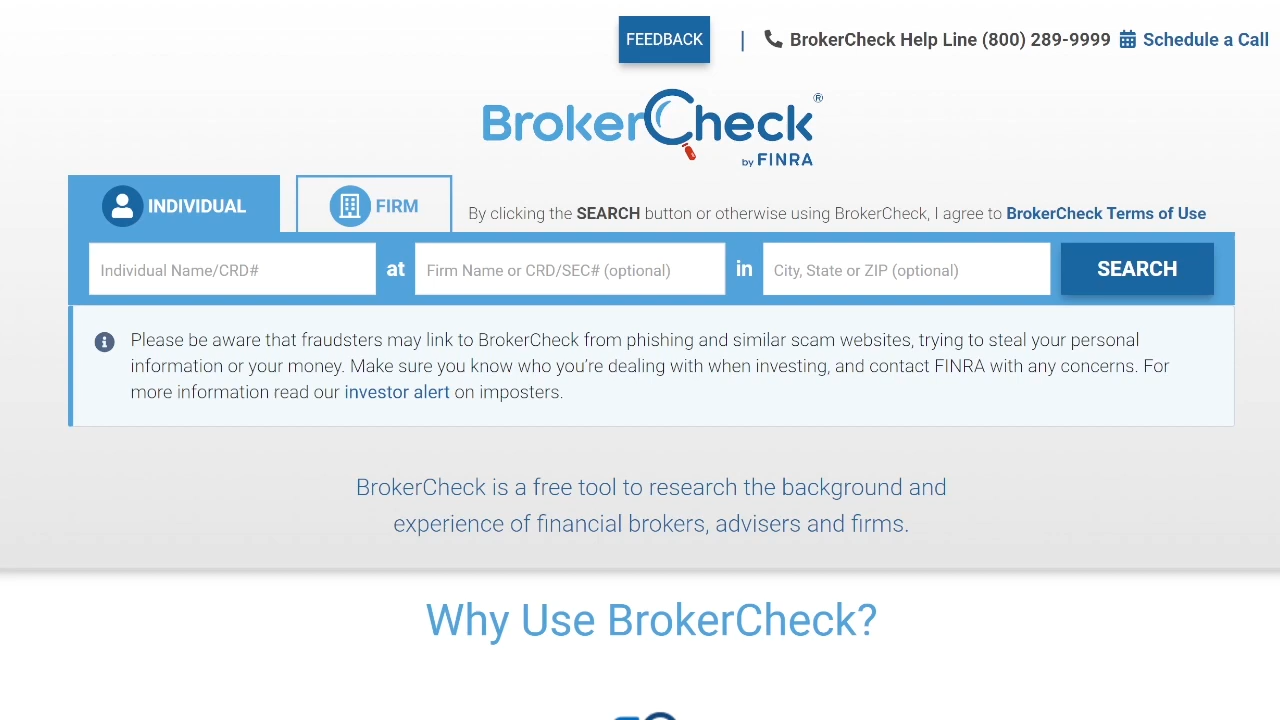 FEEDBACK
| BrokerCheck Help Line (800) 289-9999 Schedule a Call
BrokerCheck®
by FINRA
INDIVIDUAL
FIRM
By clicking the SEARCH button or otherwise using BrokerCheck, I agree to BrokerCheck Terms of Use
Individual Name/CRD# at Firm Name or CRD/SEC# (optional) in City, State or ZIP (optional) SEARCH
Please be aware that fraudsters may link to BrokerCheck from phishing and similar scam websites, trying to steal your personal
information or your money. Make sure you know who you're dealing with when investing, and contact FINRA with any concerns. For
more information read our investor alert on imposters.
BrokerCheck is a free tool to research the background and
experience of financial brokers, advisers and firms.
Why Use BrokerCheck?